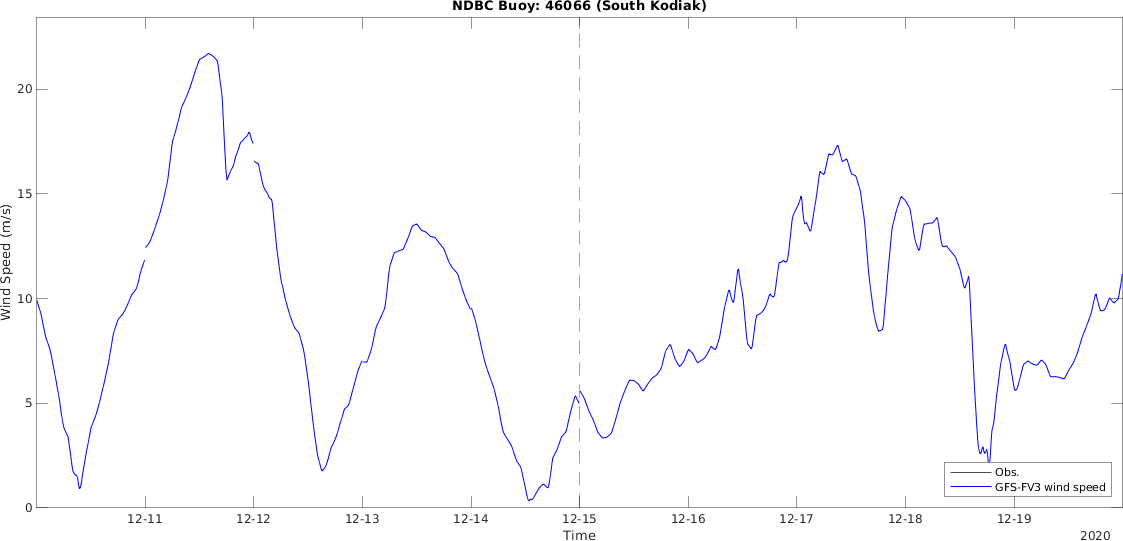 NDBC Buoy: 46066 (South Kodiak)
Wind Speed (m/s)
20
15
10
5
0
Obs.
GFS-FV3 wind speed
12-11 12-12 12-13 12-14 12-15 12-16 12-17 12-18 12-19
Time
2020